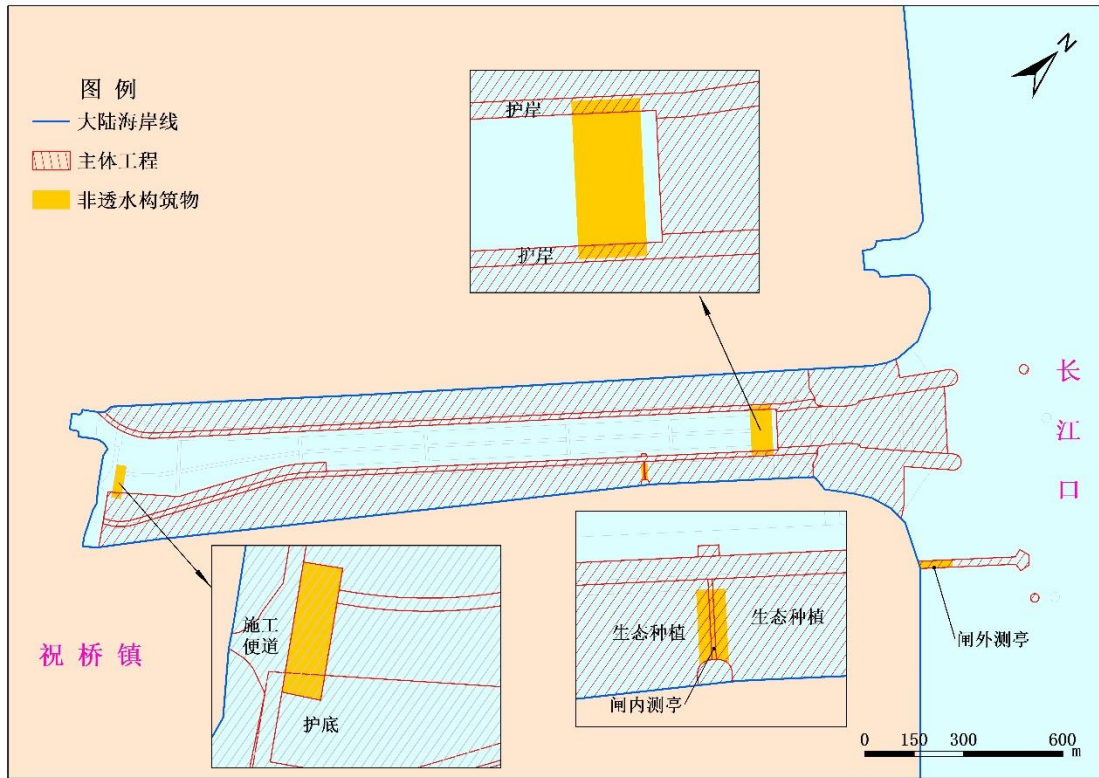 N
图 例
大陆海岸线
主体工程
非透水构筑物
护岸
护岸
长
江
口
施工
便道
护底
祝桥镇
生态种植
生态种植
闸内测亭
闸外测亭
0 150 300 600
m